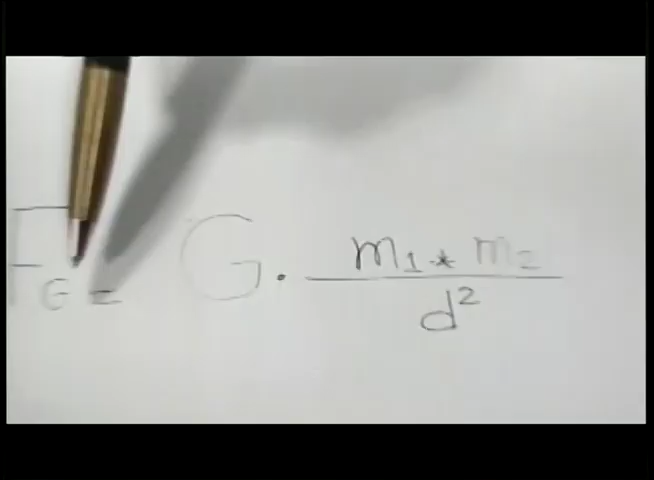 F_G = G · m₁ * m₂
d²